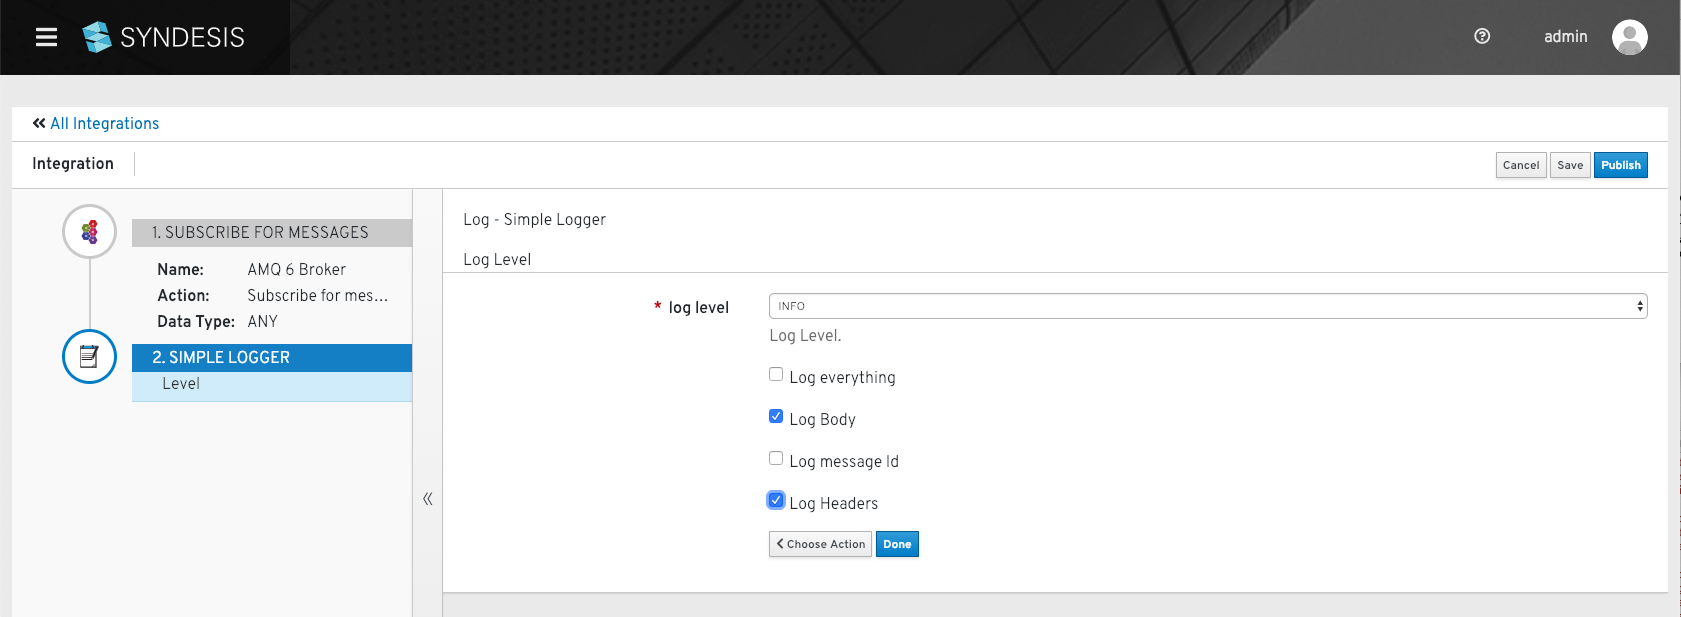 SYNDESIS
admin
All Integrations
Integration
Cancel Save Publish
1. SUBSCRIBE FOR MESSAGES
Name: AMQ 6 Broker
Action: Subscribe for mes...
Data Type: ANY
2. SIMPLE LOGGER
Level
Log - Simple Logger
Log Level
* log level INFO
Log Level.
Log everything
Log Body
Log message Id
Log Headers
Choose Action Done